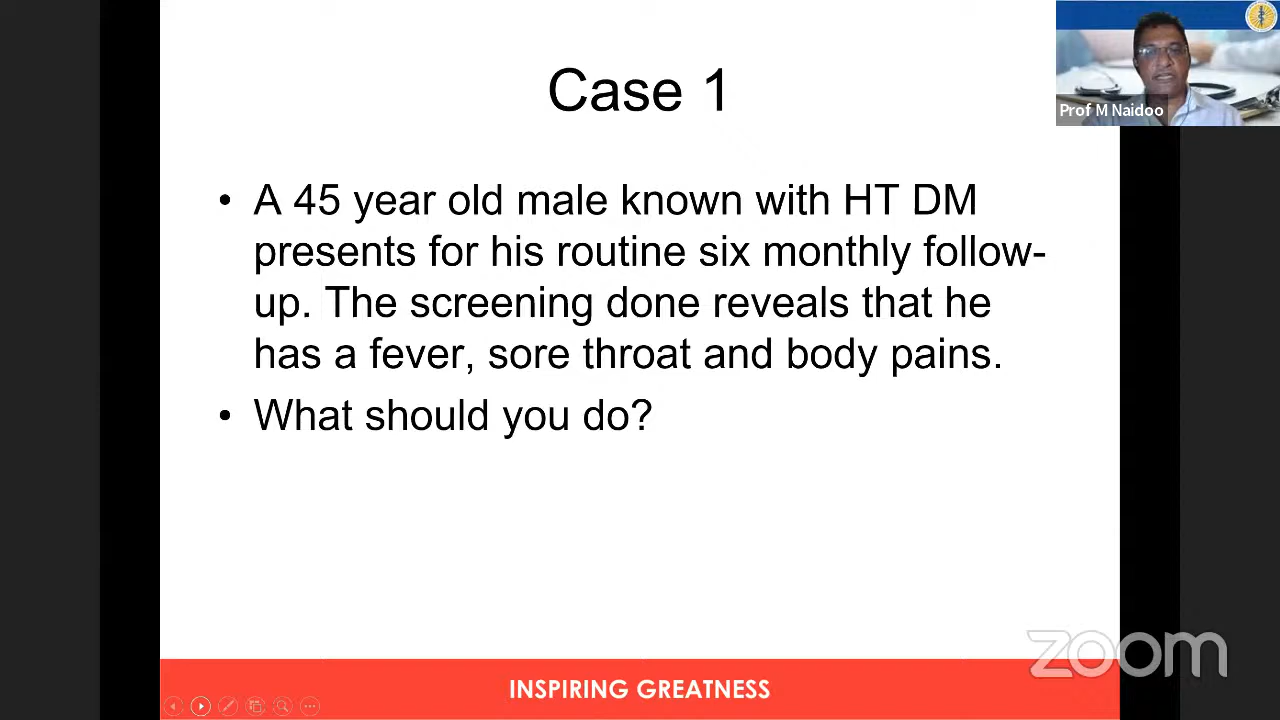 Case 1
Prof M Naidoo
• A 45 year old male known with HT DM
presents for his routine six monthly follow-
up. The screening done reveals that he
has a fever, sore throat and body pains.
• What should you do?
zoom
INSPIRING GREATNESS